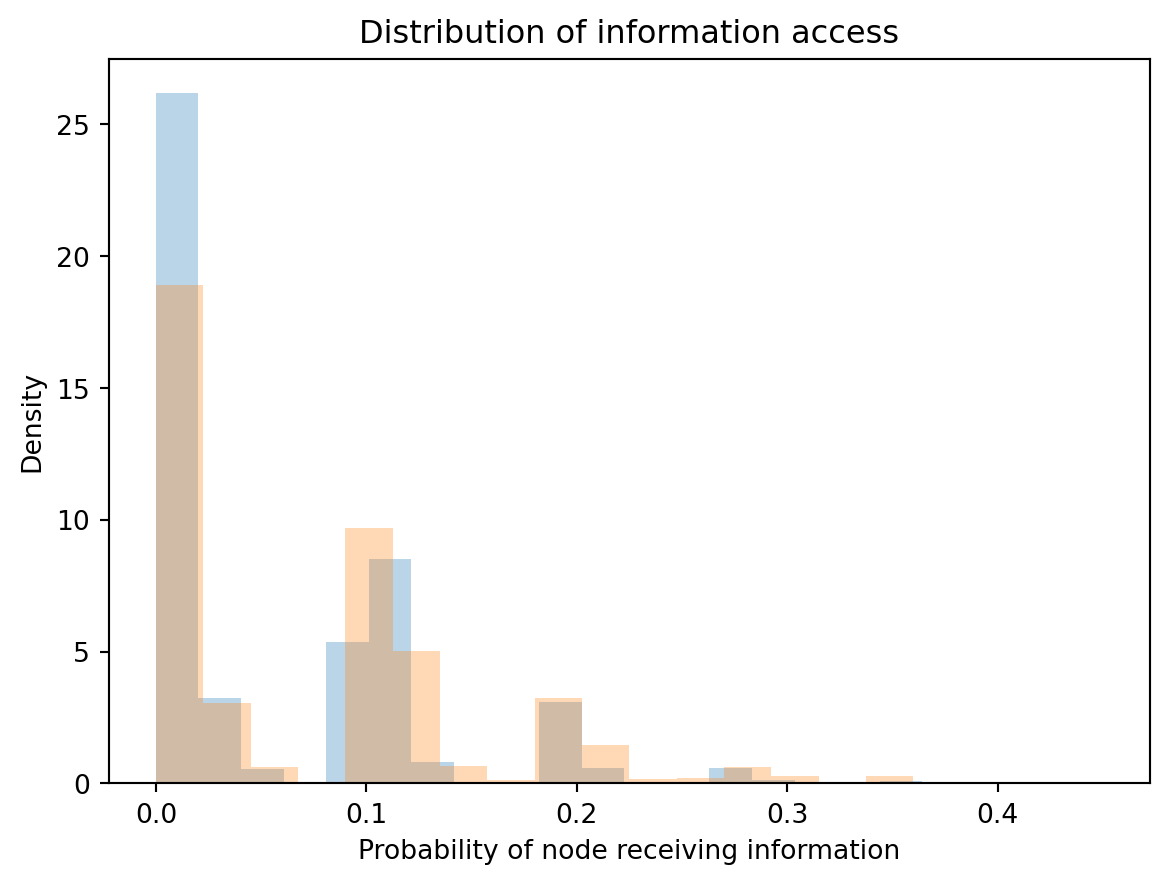 Distribution of information access
Density
25
20
15
10
5
0
0.0 0.1 0.2 0.3 0.4
Probability of node receiving information